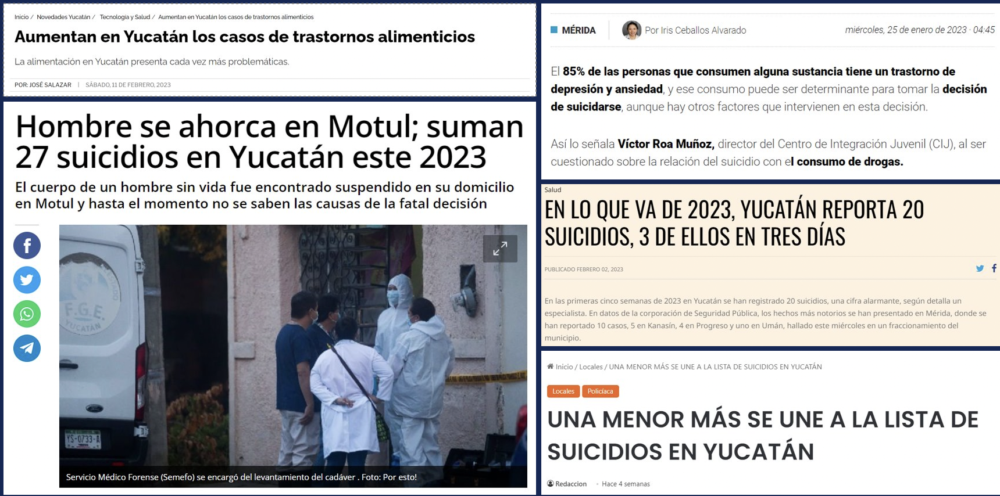 Inicio / Novedades Yucatán / Tecnología y Salud / Aumentan en Yucatán los casos de trastornos alimenticios
Aumentan en Yucatán los casos de trastornos alimenticios
La alimentación en Yucatán presenta cada vez más problemáticas.
POR: JOSÉ SALAZAR | SÁBADO, 11 DE FEBRERO, 2023
Hombre se ahorca en Motul; suman
27 suicidios en Yucatán este 2023
El cuerpo de un hombre sin vida fue encontrado suspendido en su domicilio
en Motul y hasta el momento no se saben las causas de la fatal decisión
F.G.E.
YUCATÁN
YS-0733-A
Servicio Médico Forense (Semefo) se encargó del levantamiento del cadáver . Foto: Por esto!
MÉRIDA
Por Iris Ceballos Alvarado
miércoles, 25 de enero de 2023 · 04:45
El 85% de las personas que consumen alguna sustancia tiene un trastorno de
depresión y ansiedad, y ese consumo puede ser determinante para tomar la decisión
de suicidarse, aunque hay otros factores que intervienen en esta decisión.
Así lo señala Víctor Roa Muñoz, director del Centro de Integración Juvenil (CIJ), al ser
cuestionado sobre la relación del suicidio con el consumo de drogas.
Salud
EN LO QUE VA DE 2023, YUCATÁN REPORTA 20
SUICIDIOS, 3 DE ELLOS EN TRES DÍAS
PUBLICADO FEBRERO 02, 2023
En las primeras cinco semanas de 2023 en Yucatán se han registrado 20 suicidios, una cifra alarmante, según detalla un
especialista. En datos de la corporación de Seguridad Pública, los hechos más notorios se han presentado en Mérida, donde se
han reportado 10 casos, 5 en Kanasín, 4 en Progreso y uno en Umán, hallado este miércoles en un fraccionamiento del
municipio.
Inicio / Locales / UNA MENOR MÁS SE UNE A LA LISTA DE SUICIDIOS EN YUCATÁN
Locales
Policíaca
UNA MENOR MÁS SE UNE A LA LISTA DE
SUICIDIOS EN YUCATÁN
Redaccion
Hace 4 semanas